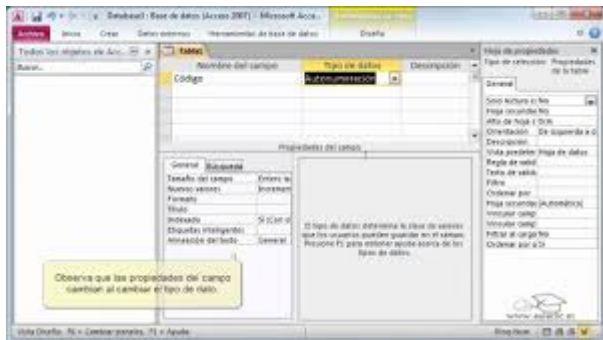 Database3 : Base de datos (Access 2007) - Microsoft Acce...
Archivo Inicio Crear Datos externos Herramientas de base de datos Diseño
Todos los objetos de Acc...
Buscar...
Tabla1
Nombre del campo Tipo de datos Descripción
Código Autonumeración
Propiedades del campo
General Búsqueda
Tamaño del campo Entero la
Nuevos valores Increment
Formato
Título
Indexado Sí (Con d
Etiquetas inteligentes
Alineación del texto General
El tipo de datos determina la clase de valores
que los usuarios pueden guardar en el campo.
Presione F1 para obtener ayuda acerca de los
tipos de datos.
Observa que las propiedades del campo
cambian al cambiar el tipo de dato.
Hoja de propiedades
Tipo de selección: Propiedades
de la tabla
General
Solo lectura si No
Hoja secundar No
Alto de hoja s 0cm
Orientación De izquierda a d
Descripción
Vista predeter Hoja de datos
Regla de valid
Texto de valid
Filtro
Ordenar por
Hoja secundar [Automático]
Vincular camp
Vincular camp
Filtrar al carga No
Ordenar por a Sí
www.aulaclic.es
Vista Diseño. F6 = Cambiar paneles. F1 = Ayuda. Bloq Num